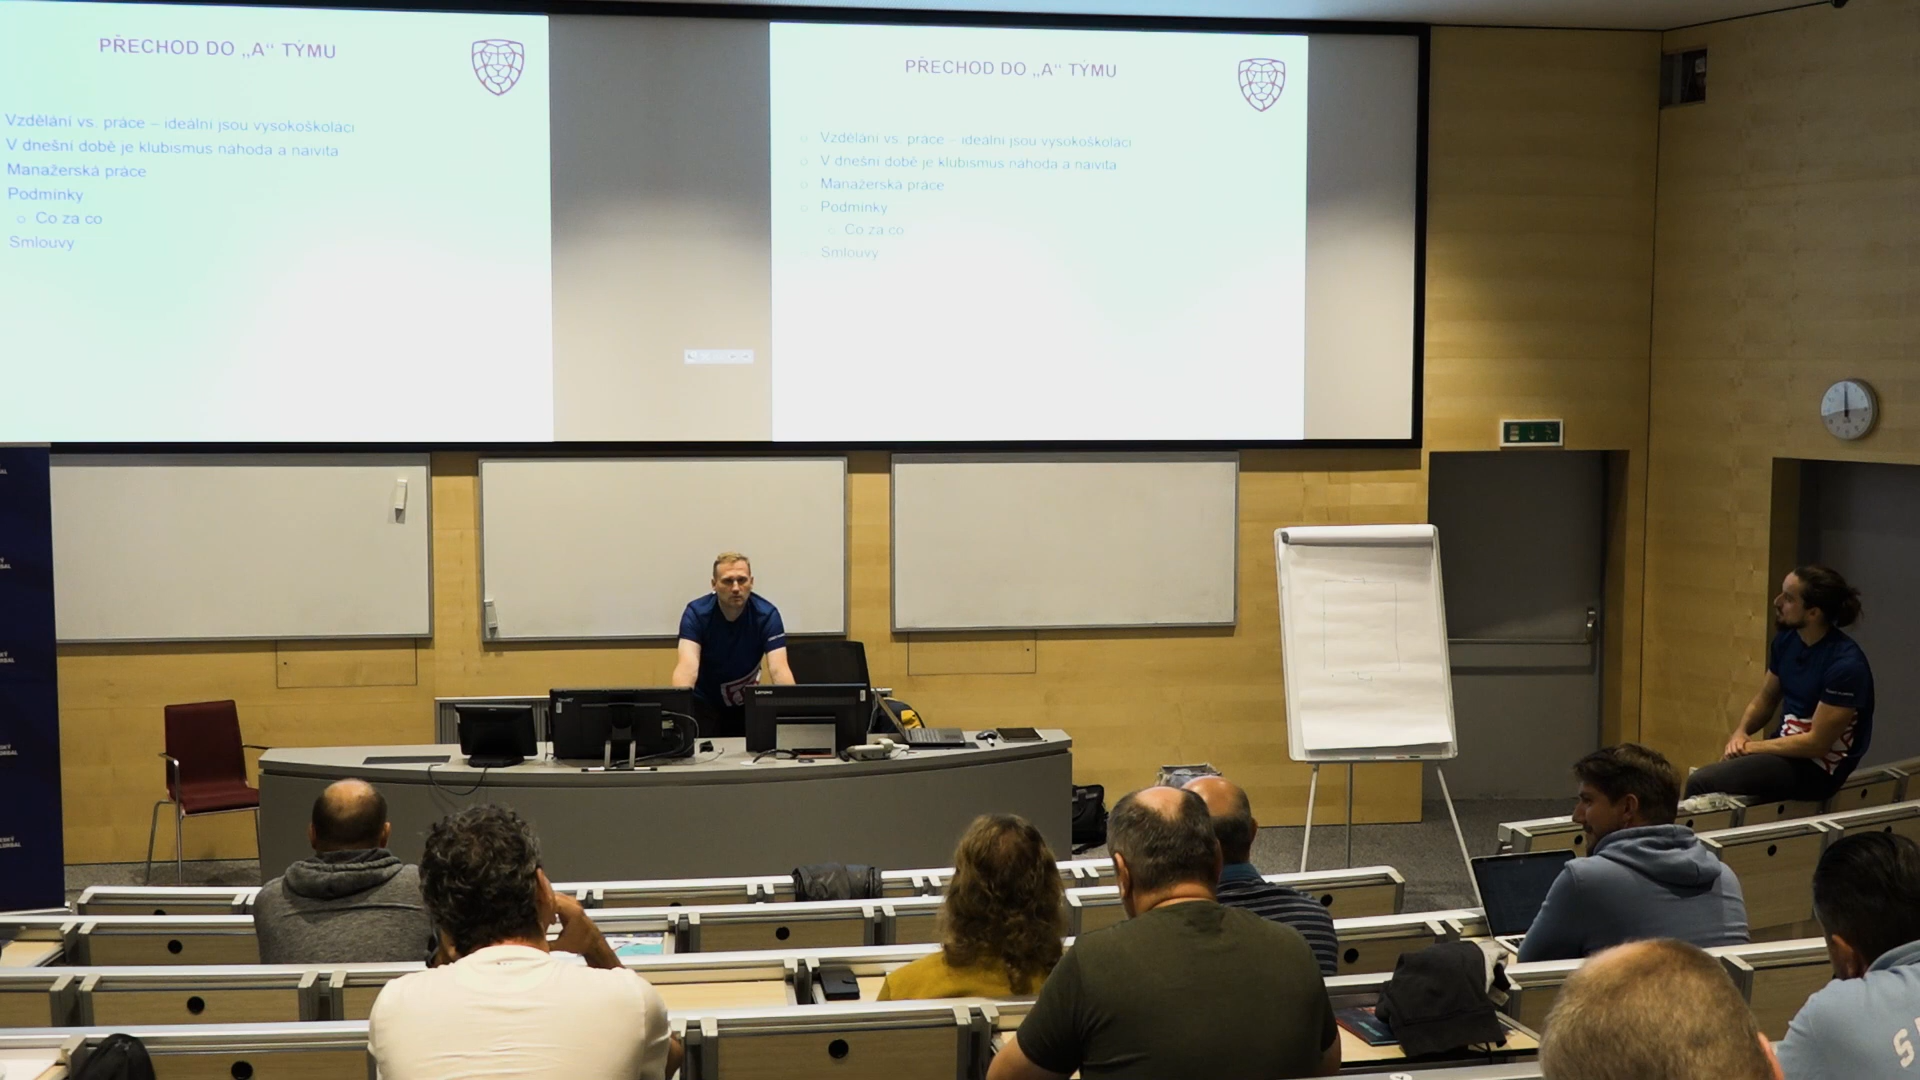 PŘECHOD DO „A“ TÝMU
Vzdělání vs. práce – ideální jsou vysokoškoláci
V dnešní době je klubismus náhoda a naivita
Manažerská práce
Podmínky
○ Co za co
Smlouvy
PŘECHOD DO „A“ TÝMU
○ Vzdělání vs. práce – ideální jsou vysokoškoláci
○ V dnešní době je klubismus náhoda a naivita
○ Manažerská práce
○ Podmínky
○ Co za co
Smlouvy
Lenovo